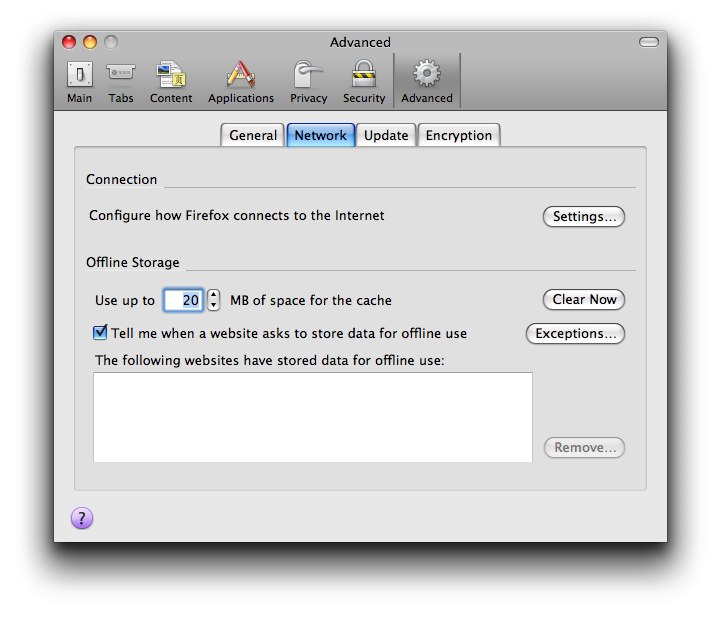 Advanced
Main Tabs Content Applications Privacy Security Advanced
General Network Update Encryption
Connection
Configure how Firefox connects to the Internet Settings...
Offline Storage
Use up to 20 MB of space for the cache Clear Now
Tell me when a website asks to store data for offline use Exceptions...
The following websites have stored data for offline use:
Remove...
?